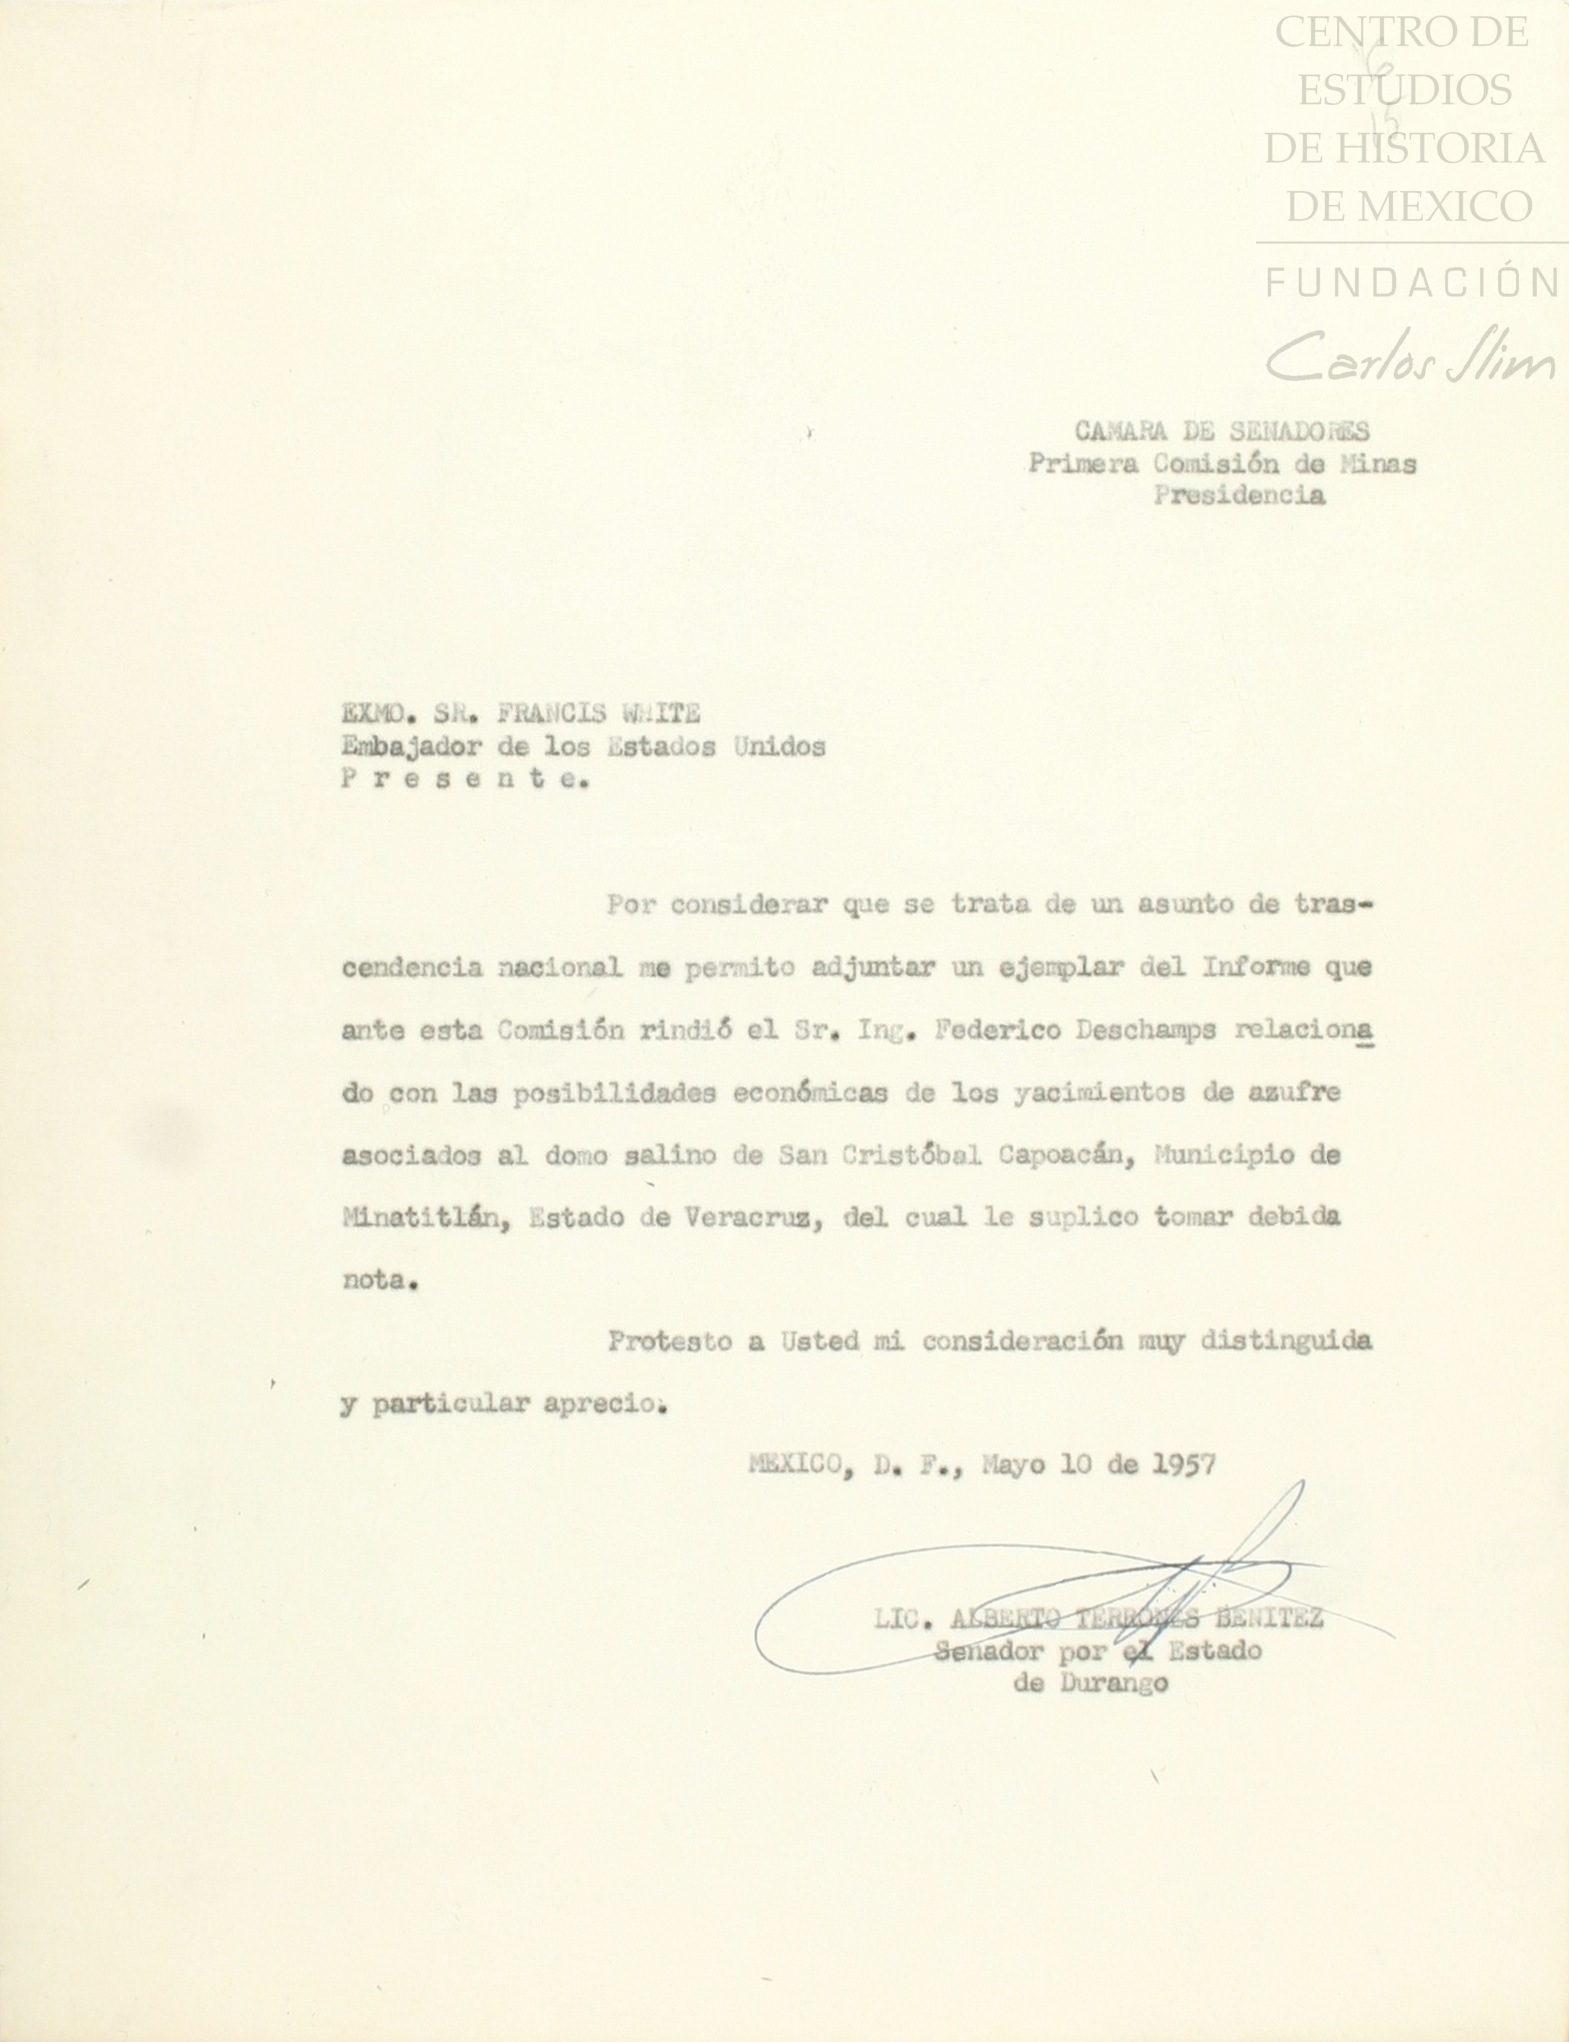 CENTRO DE
ESTUDIOS
DE HISTORIA
DE MEXICO
FUNDACIÓN
Carlos Slim
6
15
CAMARA DE SENADORES
Primera Comisión de Minas
Presidencia
EXMO. SR. FRANCIS WHITE
Embajador de los Estados Unidos
P r e s e n t e.
Por considerar que se trata de un asunto de tras-
cendencia nacional me permito adjuntar un ejemplar del Informe que
ante esta Comisión rindió el Sr. Ing. Federico Deschamps relaciona
do con las posibilidades económicas de los yacimientos de azufre
asociados al domo salino de San Cristóbal Capoacán, Municipio de
Minatitlán, Estado de Veracruz, del cual le suplico tomar debida
nota.
Protesto a Usted mi consideración muy distinguida
y particular aprecio.
MEXICO, D. F., Mayo 10 de 1957
LIC. ALBERTO TERRONES BENITEZ
Senador por el Estado
de Durango